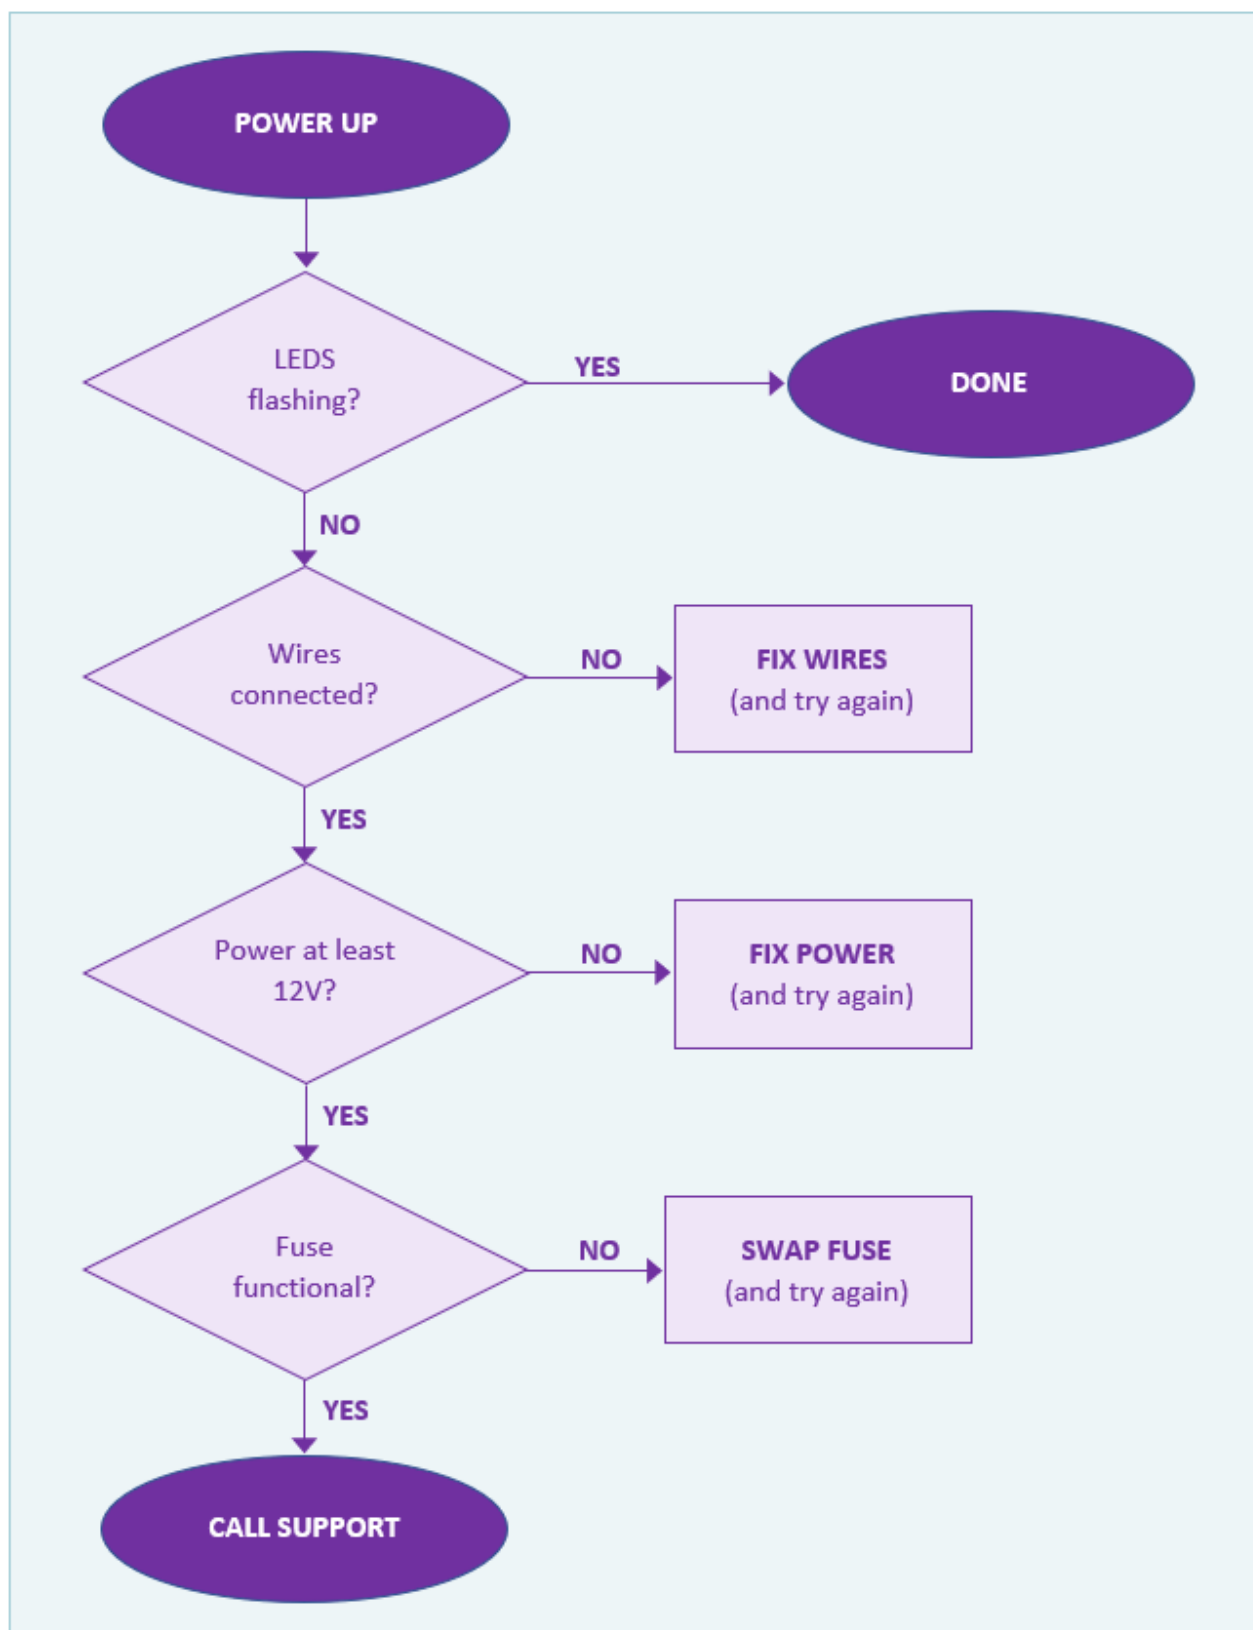 POWER UP
LEDS
flashing?
YES
DONE
NO
Wires
connected?
NO
FIX WIRES
(and try again)
YES
Power at least
12V?
NO
FIX POWER
(and try again)
YES
Fuse
functional?
NO
SWAP FUSE
(and try again)
YES
CALL SUPPORT